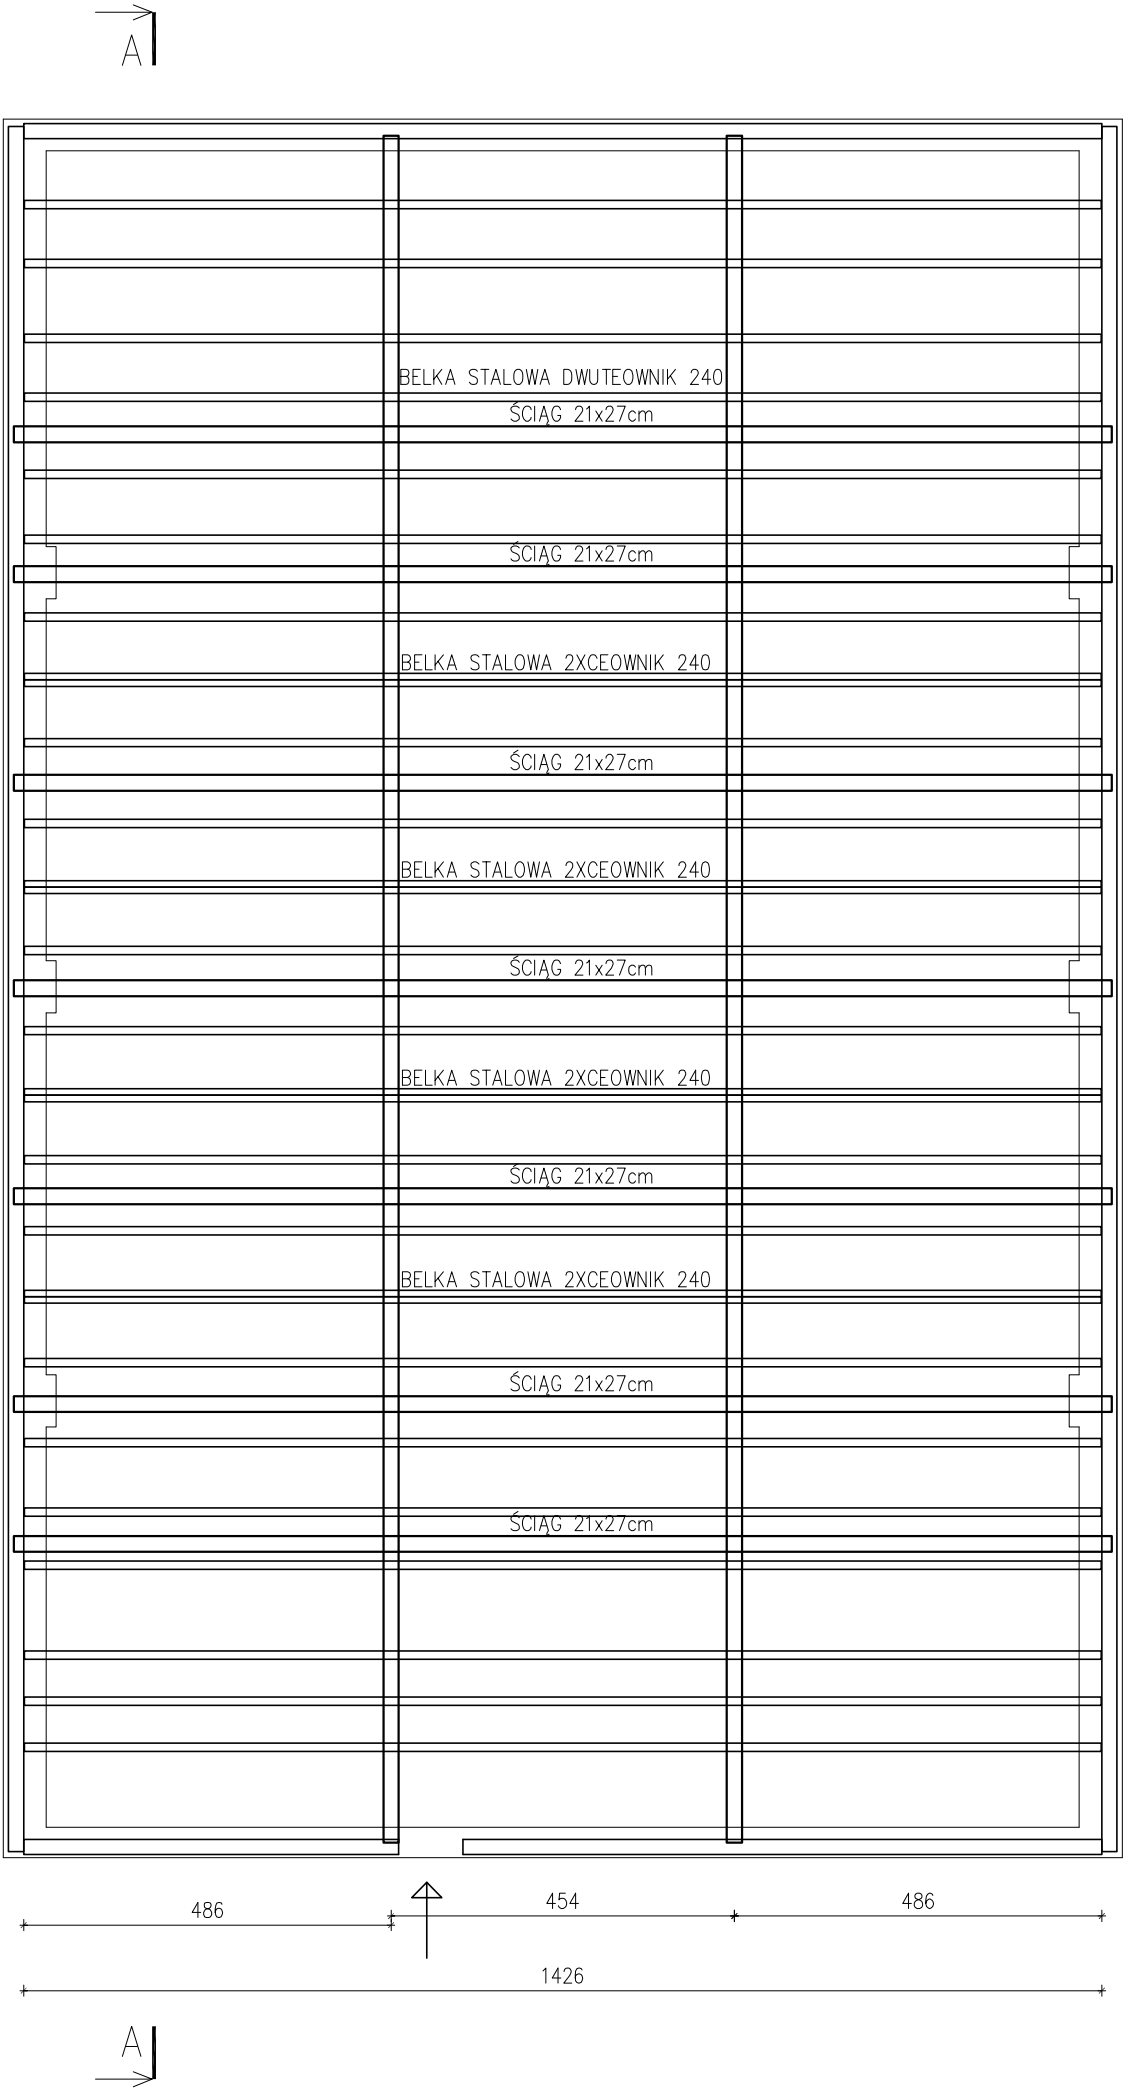 A
BELKA STALOWA DWUTEOWNIK 240
ŚCIĄG 21x27cm
ŚCIĄG 21x27cm
BELKA STALOWA 2XCEOWNIK 240
ŚCIĄG 21x27cm
BELKA STALOWA 2XCEOWNIK 240
ŚCIĄG 21x27cm
BELKA STALOWA 2XCEOWNIK 240
ŚCIĄG 21x27cm
BELKA STALOWA 2XCEOWNIK 240
ŚCIĄG 21x27cm
ŚCIĄG 21x27cm
486 454 486
1426
A